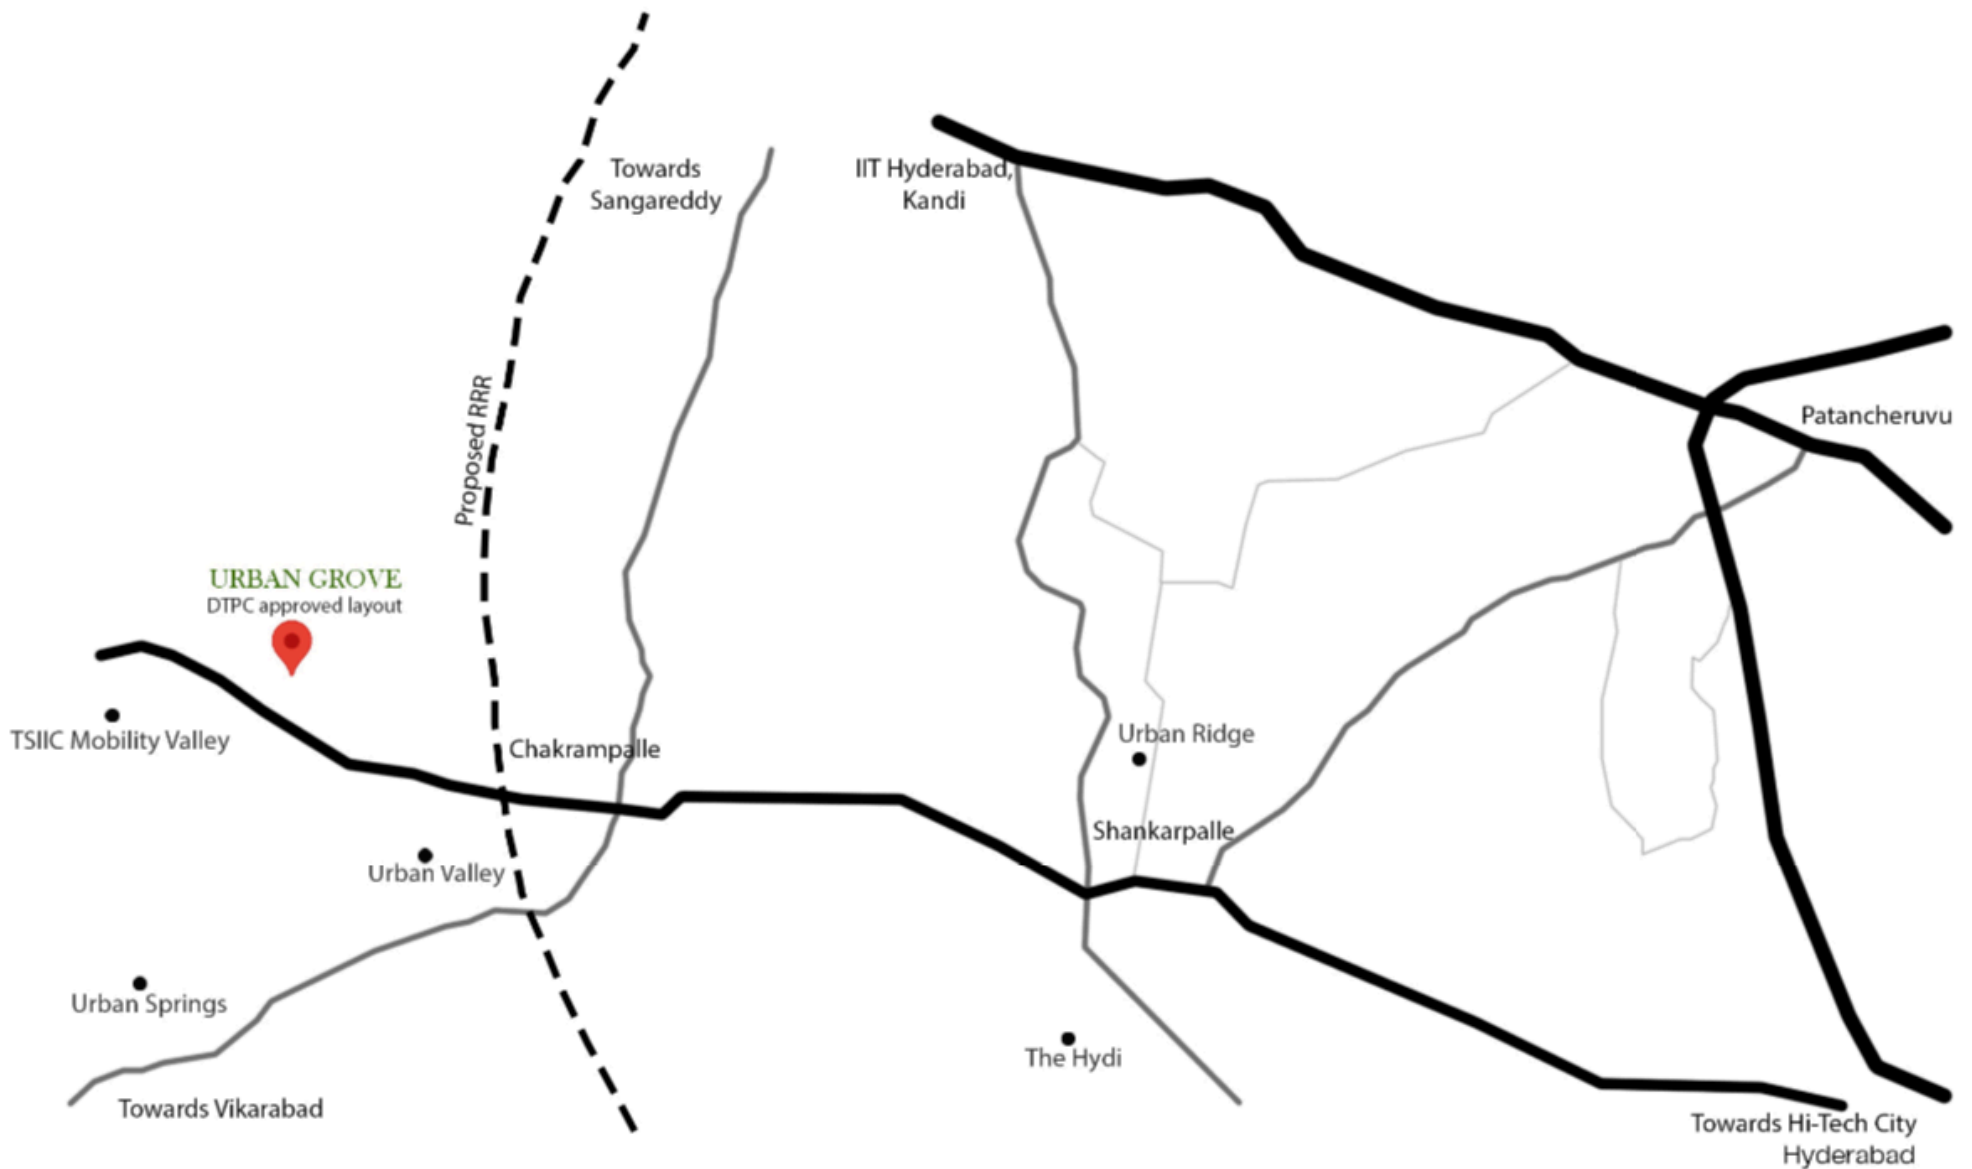 Towards
Sangareddy
IIT Hyderabad,
Kandi
Proposed RRR
Patancheruvu
URBAN GROVE
DTPC approved layout
TSIIC Mobility Valley
Chakrampalle
Urban Ridge
Shankarpalle
Urban Valley
Urban Springs
The Hydi
Towards Vikarabad
Towards Hi-Tech City
Hyderabad